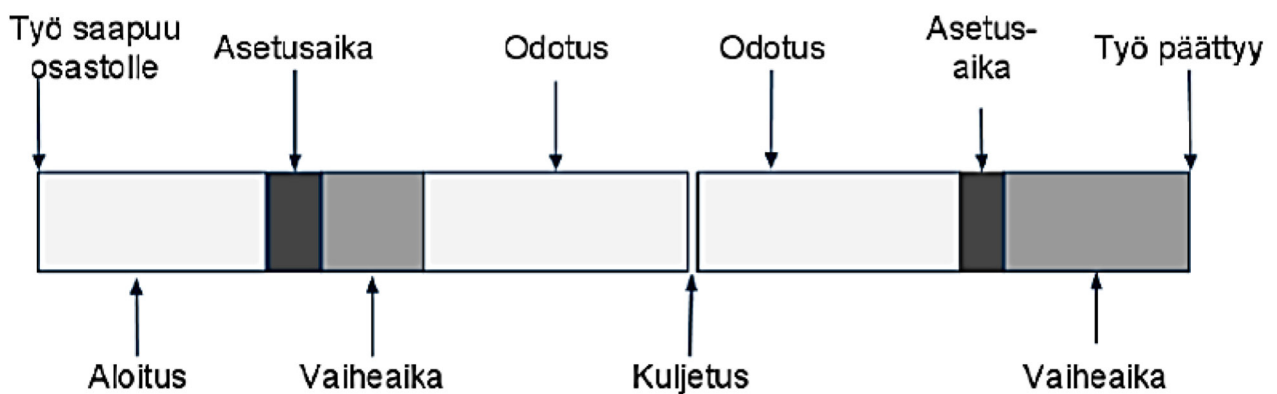 Työ saapuu
osastolle
Asetusaika
Odotus
Odotus
Asetus-
aika
Työ päättyy
Aloitus
Vaiheaika
Kuljetus
Vaiheaika